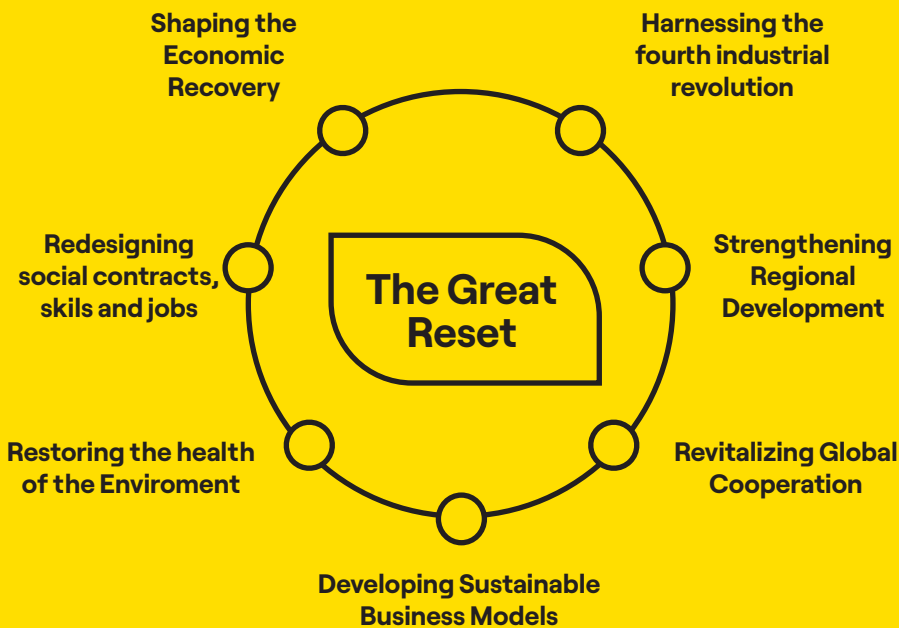 Shaping the
Economic
Recovery
Harnessing the
fourth industrial
revolution
Redesigning
social contracts,
skils and jobs
The Great
Reset
Strengthening
Regional
Development
Restoring the health
of the Enviroment
Revitalizing Global
Cooperation
Developing Sustainable
Business Models